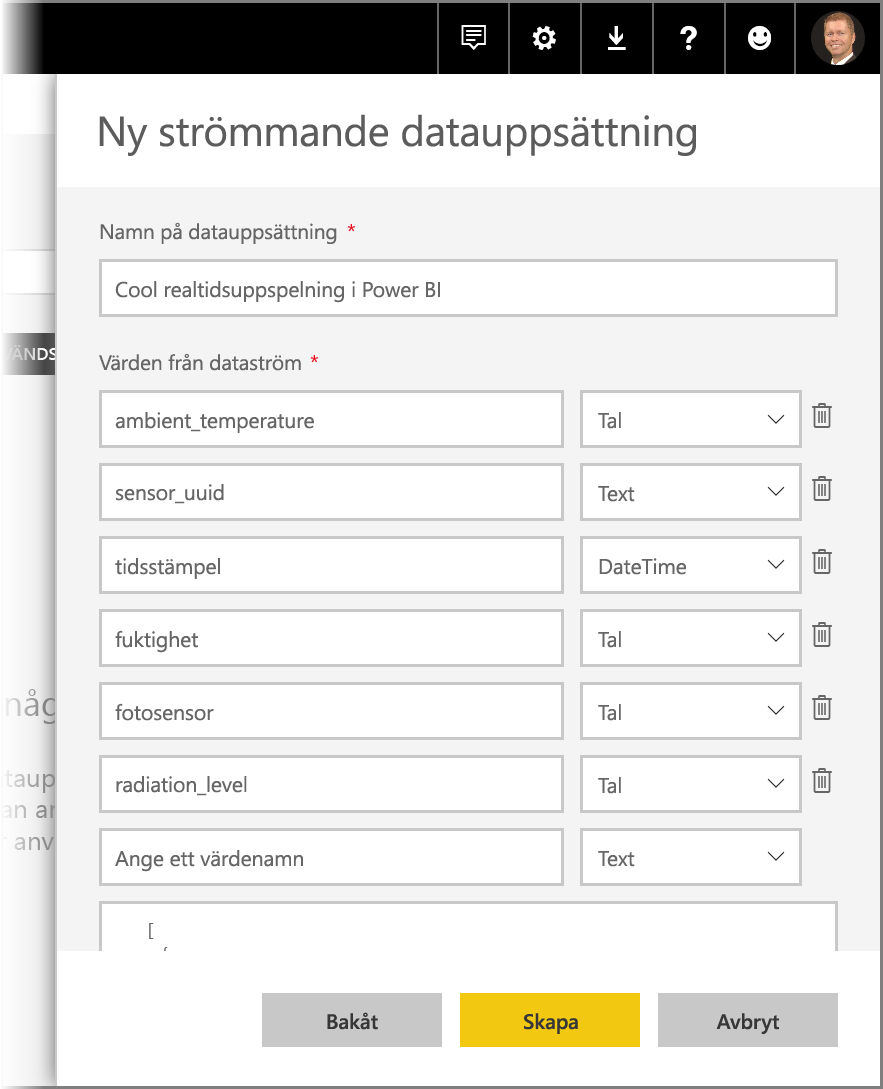 Ny strömmande datauppsättning
Namn på datauppsättning *
Cool realtidsuppspelning i Power BI
VÄNDS
Värden från dataström *
ambient_temperature Tal
sensor_uuid Text
tidsstämpel DateTime
fuktighet Tal
någ
fotosensor Tal
taup
radiation_level Tal
an ar
anv
Ange ett värdenamn Text
[
Bakåt Skapa Avbryt